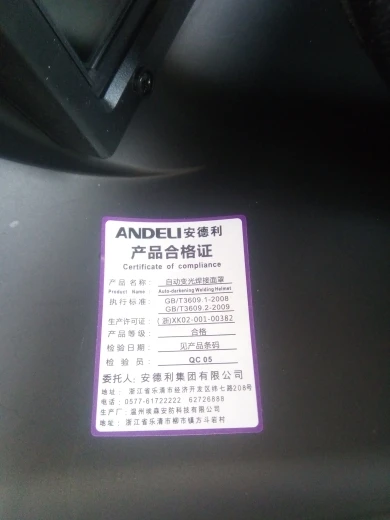 ANDELI安德利
产品合格证
Certificate of compliance
产品名称: 自动变光焊接面罩
Product Name Auto-darkening Welding Helmet
执行标准: GB/T3609.1-2008
GB/T3609.2-2009
生产许可证: (浙)XK02-001-00382
产品等级: 合格
检验日期: 见产品条码
检 验 员: QC 05
委托人: 安德利集团有限公司
地址: 浙江省乐清市经济开发区纬七路208号
电话: 0577-61722222 62726888
生产厂: 温州焕森安防科技有限公司
地址: 浙江省乐清市柳市镇方斗岩村